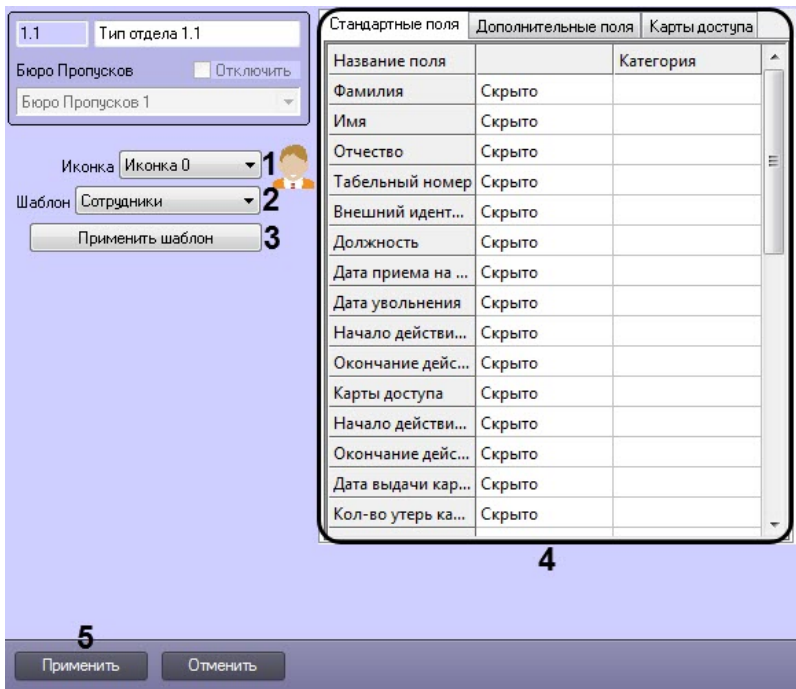 1.1 Тип отдела 1.1
Бюро Пропусков Отключить
Бюро Пропусков 1
Иконка Иконка 0 1
Шаблон Сотрудники 2
Применить шаблон 3
Стандартные поля Дополнительные поля Карты доступа
Название поля Категория
Фамилия Скрыто
Имя Скрыто
Отчество Скрыто
Табельный номер Скрыто
Внешний идент... Скрыто
Должность Скрыто
Дата приема на ... Скрыто
Дата увольнения Скрыто
Начало действи... Скрыто
Окончание дейс... Скрыто
Карты доступа Скрыто
Начало действи... Скрыто
Окончание дейс... Скрыто
Дата выдачи кар... Скрыто
Кол-во утерь ка... Скрыто
4
5
Применить Отменить